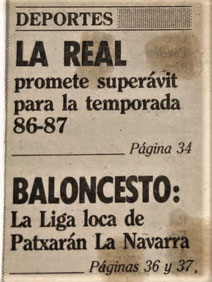 DEPORTES
LA REAL
promete superávit
para la temporada
86-87
Página 34
BALONCESTO:
La Liga loca de
Patxarán La Navarra
Páginas 36 y 37